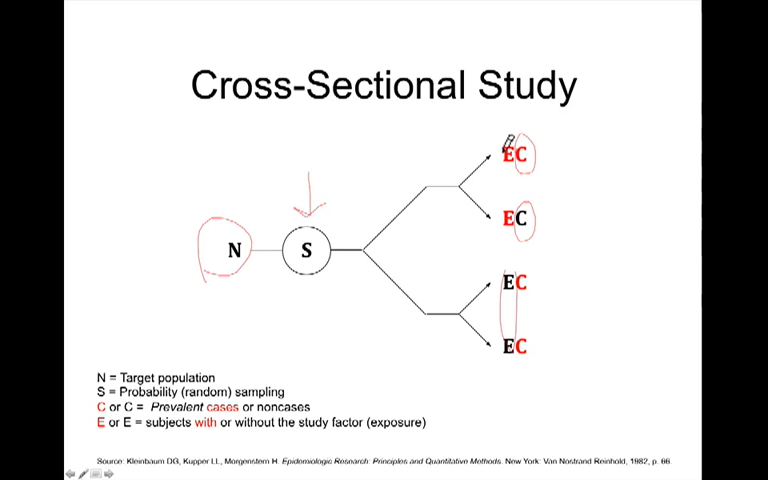 Cross-Sectional Study
EC
EC
N
S
EC
EC
N = Target population
S = Probability (random) sampling
C or C = Prevalent cases or noncases
E or E = subjects with or without the study factor (exposure)
Source: Kleinbaum DG, Kupper LL, Morgenstern H. Epidemiologic Research: Principles and Quantitative Methods. New York: Van Nostrand Reinhold, 1982, p. 66.